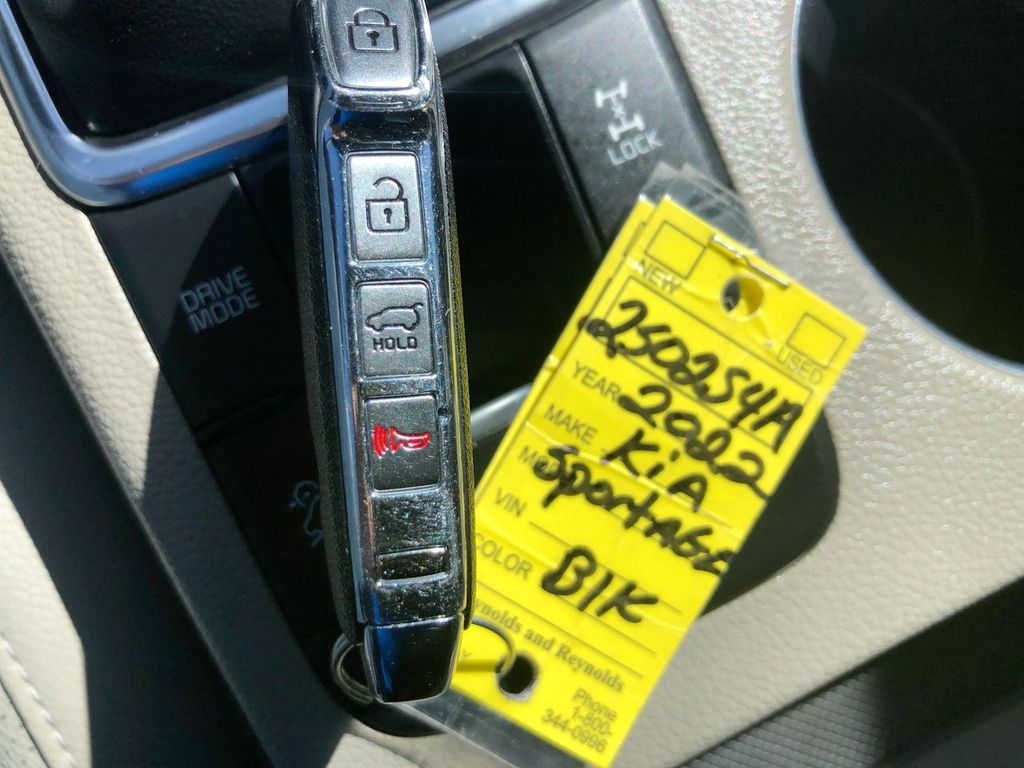 LOCK
DRIVE
MODE
HOLD
NEW
USED
250254A
YEAR 2022
MAKE KiA
SportAGE
VIN
COLOR BlK
Reynolds and Reynolds
Phone
1-800-
344-0996